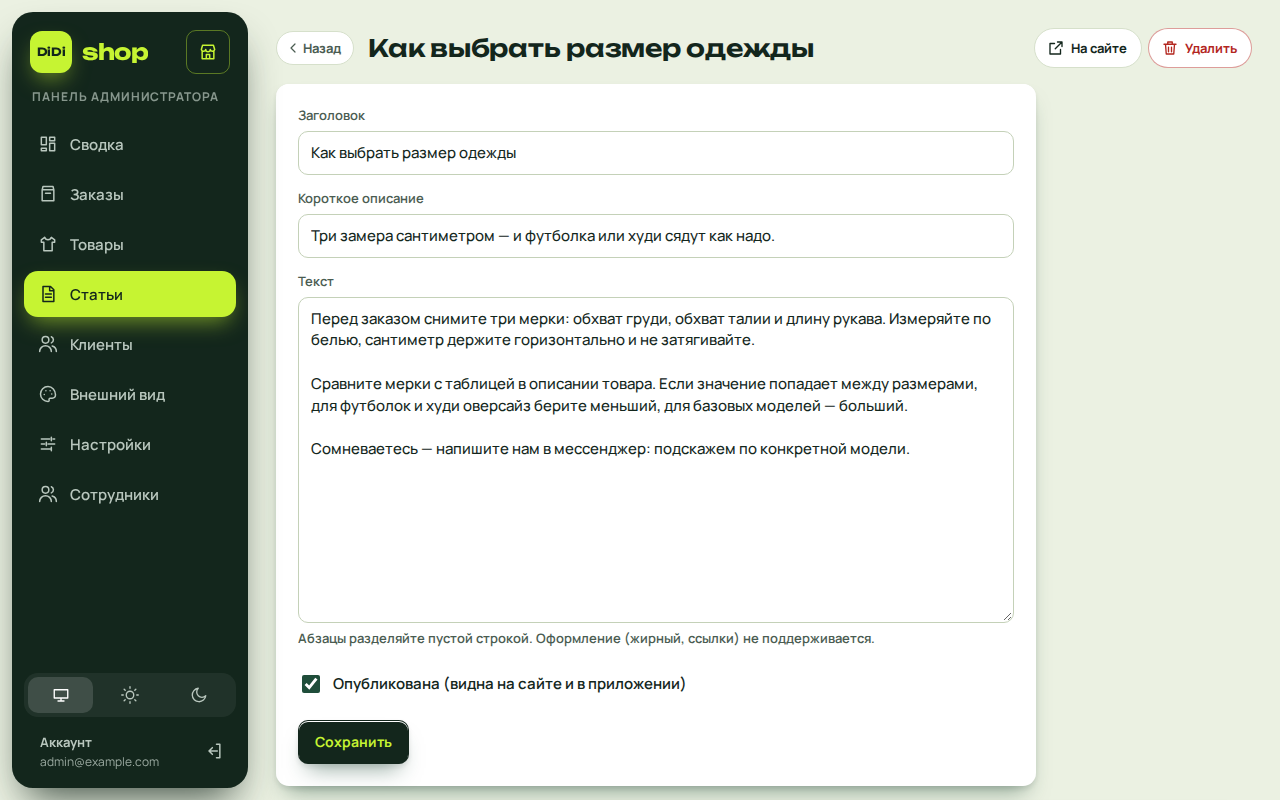 DiDi
shop
ПАНЕЛЬ АДМИНИСТРАТОРА
Сводка
Заказы
Товары
Статьи
Клиенты
Внешний вид
Настройки
Сотрудники
Аккаунт
admin@example.com
Назад
Как выбрать размер одежды
На сайте
Удалить
Заголовок
Как выбрать размер одежды
Короткое описание
Три замера сантиметром — и футболка или худи сядут как надо.
Текст
Перед заказом снимите три мерки: обхват груди, обхват талии и длину рукава. Измеряйте по
белью, сантиметр держите горизонтально и не затягивайте.
Сравните мерки с таблицей в описании товара. Если значение попадает между размерами,
для футболок и худи оверсайз берите меньший, для базовых моделей — больший.
Сомневаетесь — напишите нам в мессенджер: подскажем по конкретной модели.
Абзацы разделяйте пустой строкой. Оформление (жирный, ссылки) не поддерживается.
Опубликована (видна на сайте и в приложении)
Сохранить